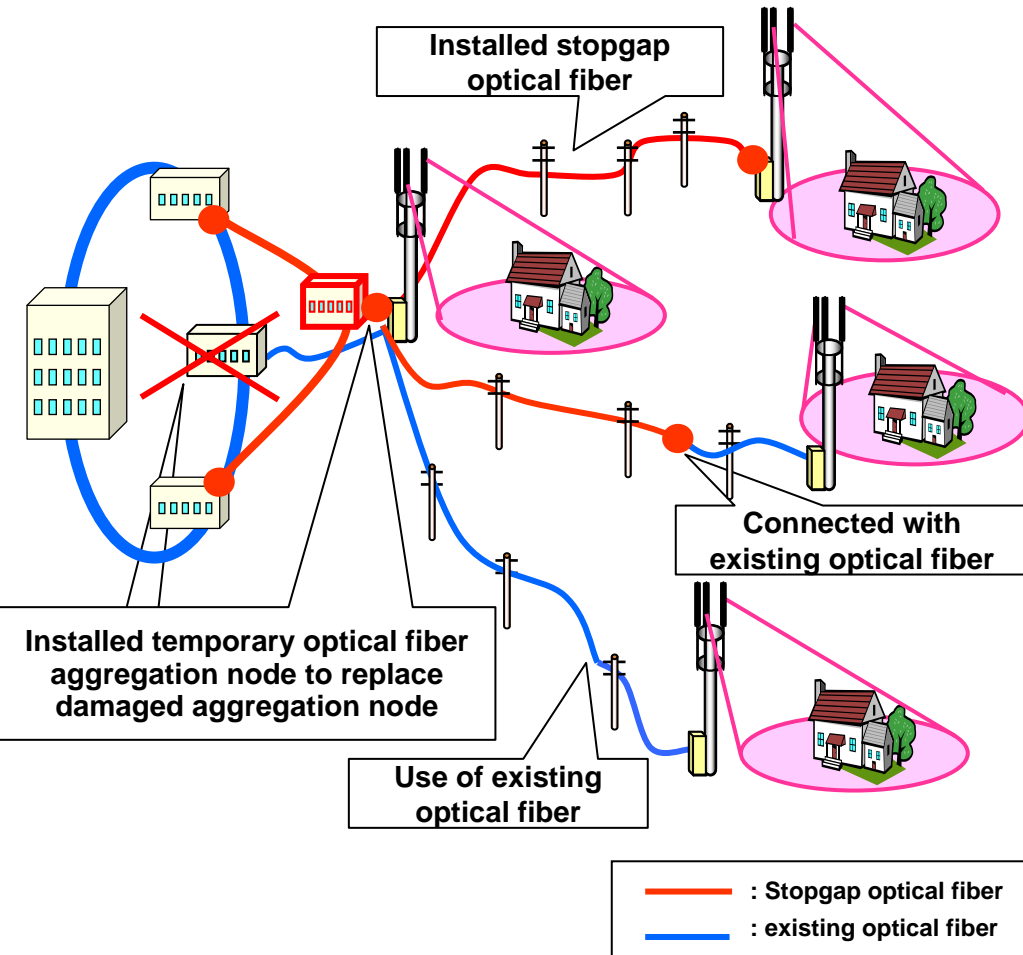 Installed stopgap
optical fiber
Connected with
existing optical fiber
Installed temporary optical fiber
aggregation node to replace
damaged aggregation node
Use of existing
optical fiber
: Stopgap optical fiber
: existing optical fiber